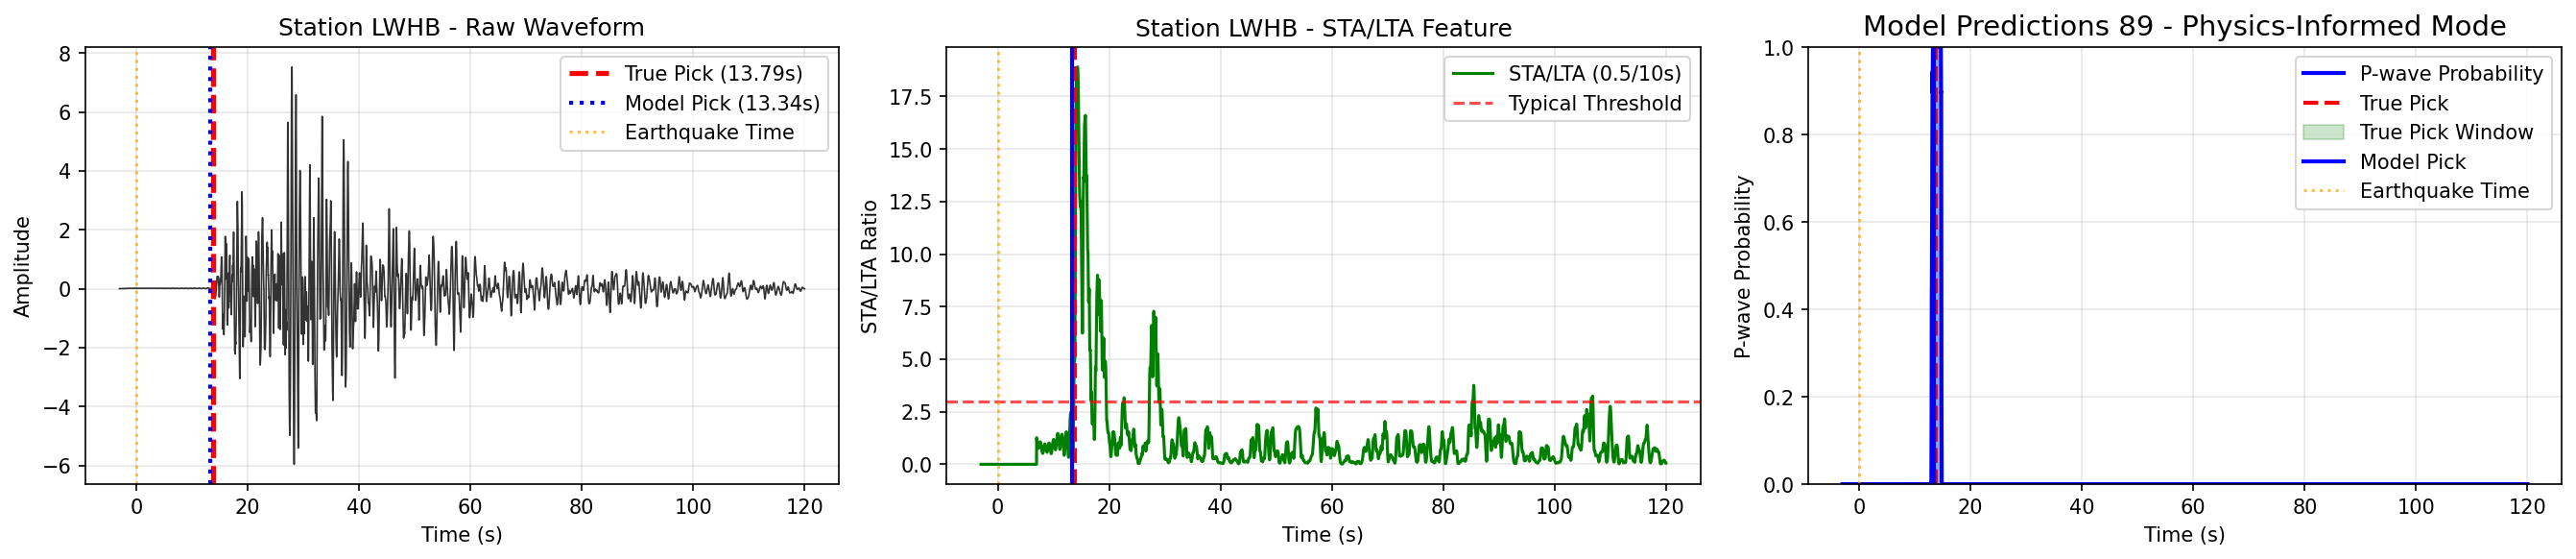 Station LWHB - Raw Waveform
8
6
4
2
0
−2
−4
−6
Amplitude
0
20
40
60
80
100
120
Time (s)
True Pick (13.79s)
Model Pick (13.34s)
Earthquake Time
Station LWHB - STA/LTA Feature
17.5
15.0
12.5
10.0
7.5
5.0
2.5
0.0
STA/LTA Ratio
0
20
40
60
80
100
120
Time (s)
STA/LTA (0.5/10s)
Typical Threshold
Model Predictions 89 - Physics-Informed Mode
1.0
0.8
0.6
0.4
0.2
0.0
P-wave Probability
0
20
40
60
80
100
120
Time (s)
P-wave Probability
True Pick
True Pick Window
Model Pick
Earthquake Time